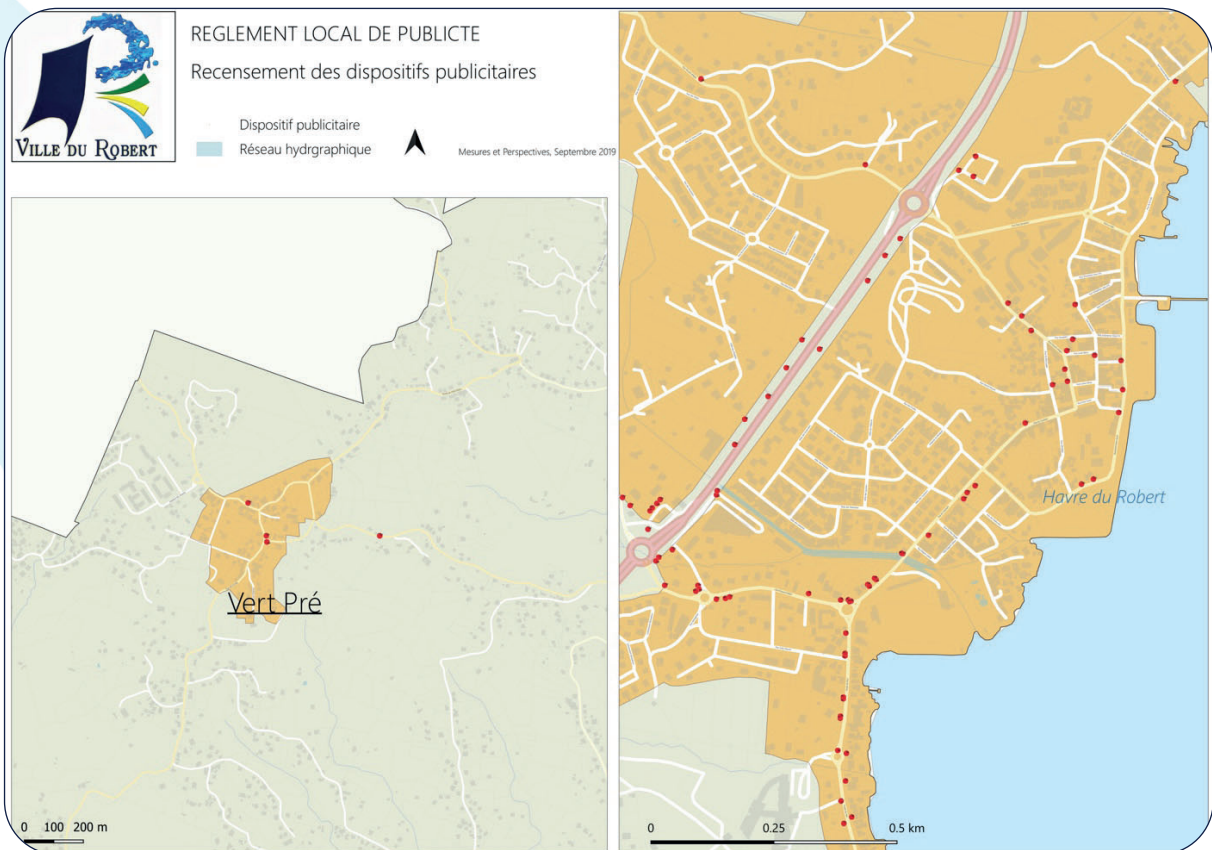 REGLEMENT LOCAL DE PUBLICTE
Recensement des dispositifs publicitaires
VILLE DU ROBERT
Dispositif publicitaire
Réseau hydrgraphique
Mesures et Perspectives, Septembre 2019
Vert Pré
0 100 200 m
Havre du Robert
0 0.25 0.5 km